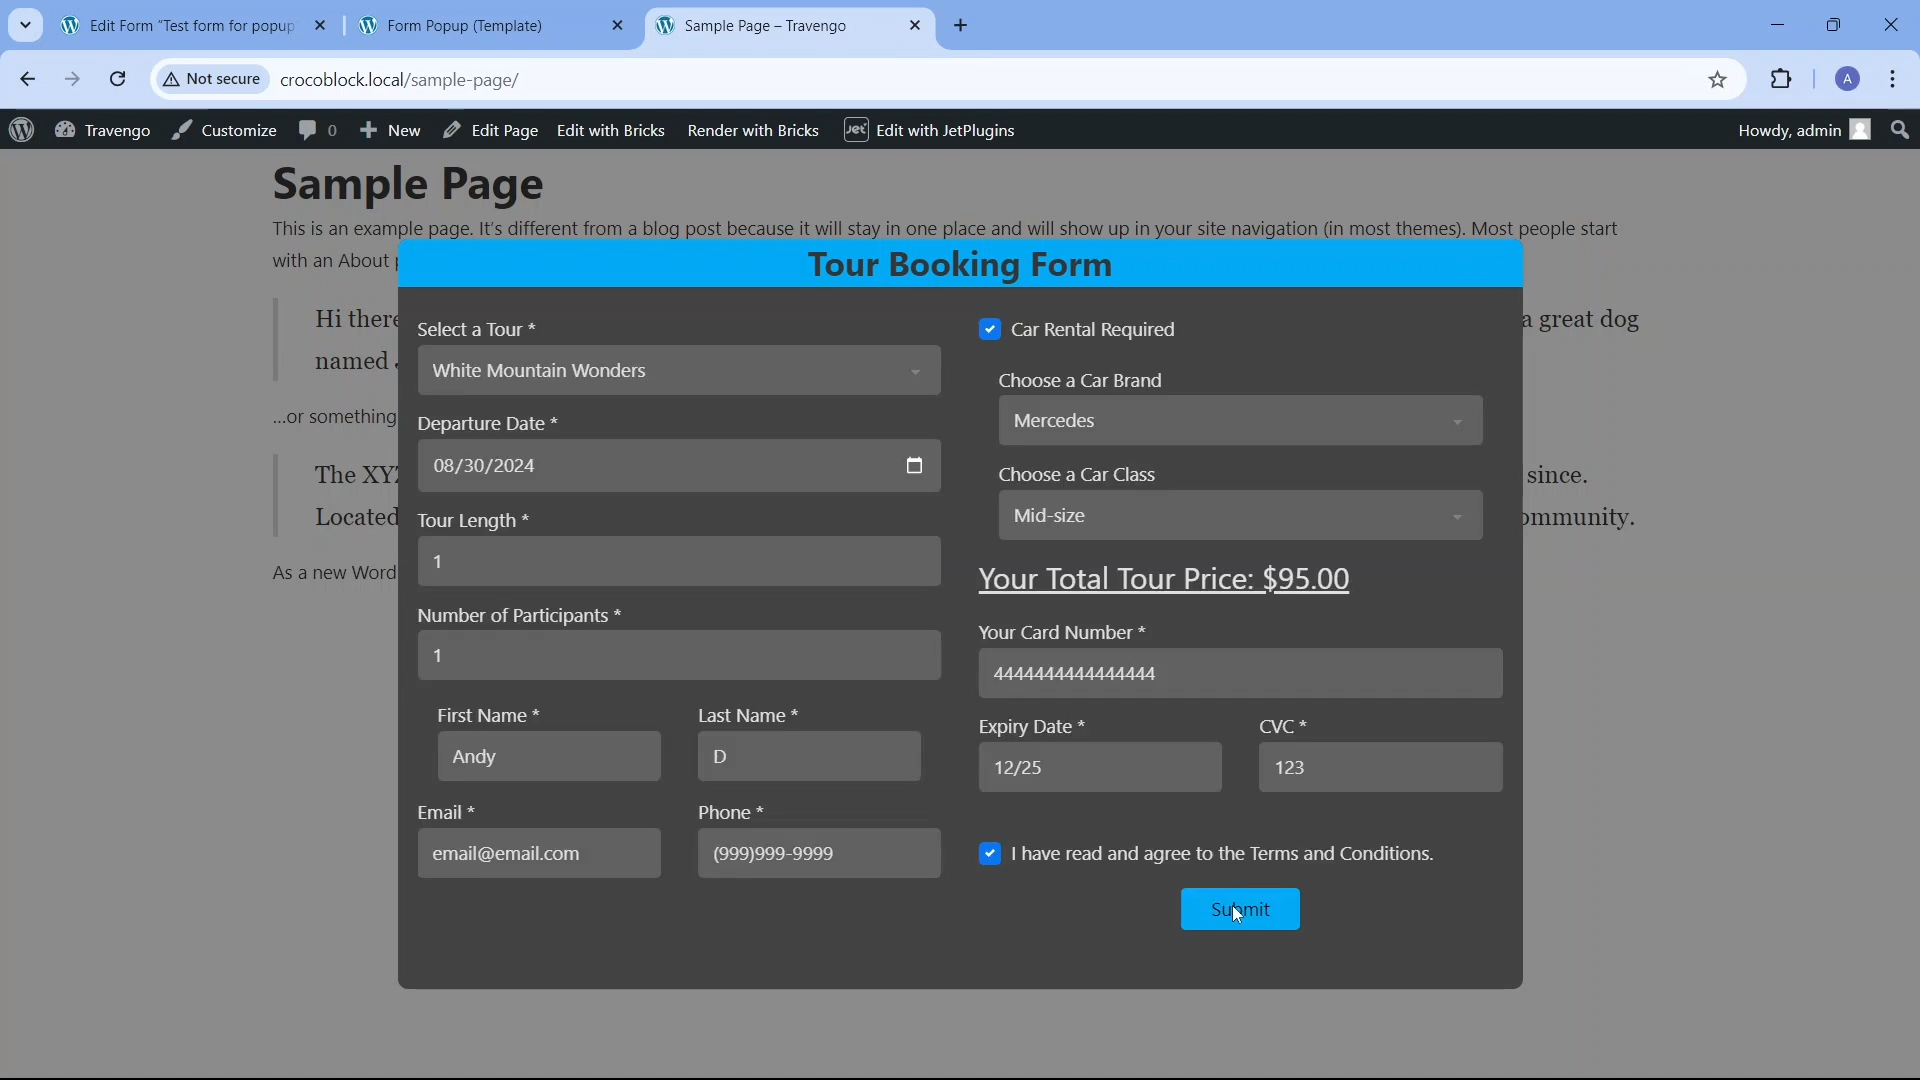 Edit Form “Test form for popup
Form Popup (Template)
Sample Page – Travengo
Not secure
crocoblock.local/sample-page/
A
Travengo
Customize
0
New
Edit Page
Edit with Bricks
Render with Bricks
Jet
Edit with JetPlugins
Howdy, admin
Sample Page
This is an example page. It's different from a blog post because it will stay in one place and will show up in your site navigation (in most themes). Most people start
with an About
Tour Booking Form
Hi there
a great dog
named
...or something
The XYZ
since.
Located
ommunity.
As a new Word
Select a Tour *
White Mountain Wonders
Departure Date *
08/30/2024
Tour Length *
1
Number of Participants *
1
First Name *
Last Name *
Andy
D
Email *
Phone *
email@email.com
(999)999-9999
Car Rental Required
Choose a Car Brand
Mercedes
Choose a Car Class
Mid-size
Your Total Tour Price: $95.00
Your Card Number *
4444444444444444
Expiry Date *
CVC *
12/25
123
I have read and agree to the Terms and Conditions.
Submit